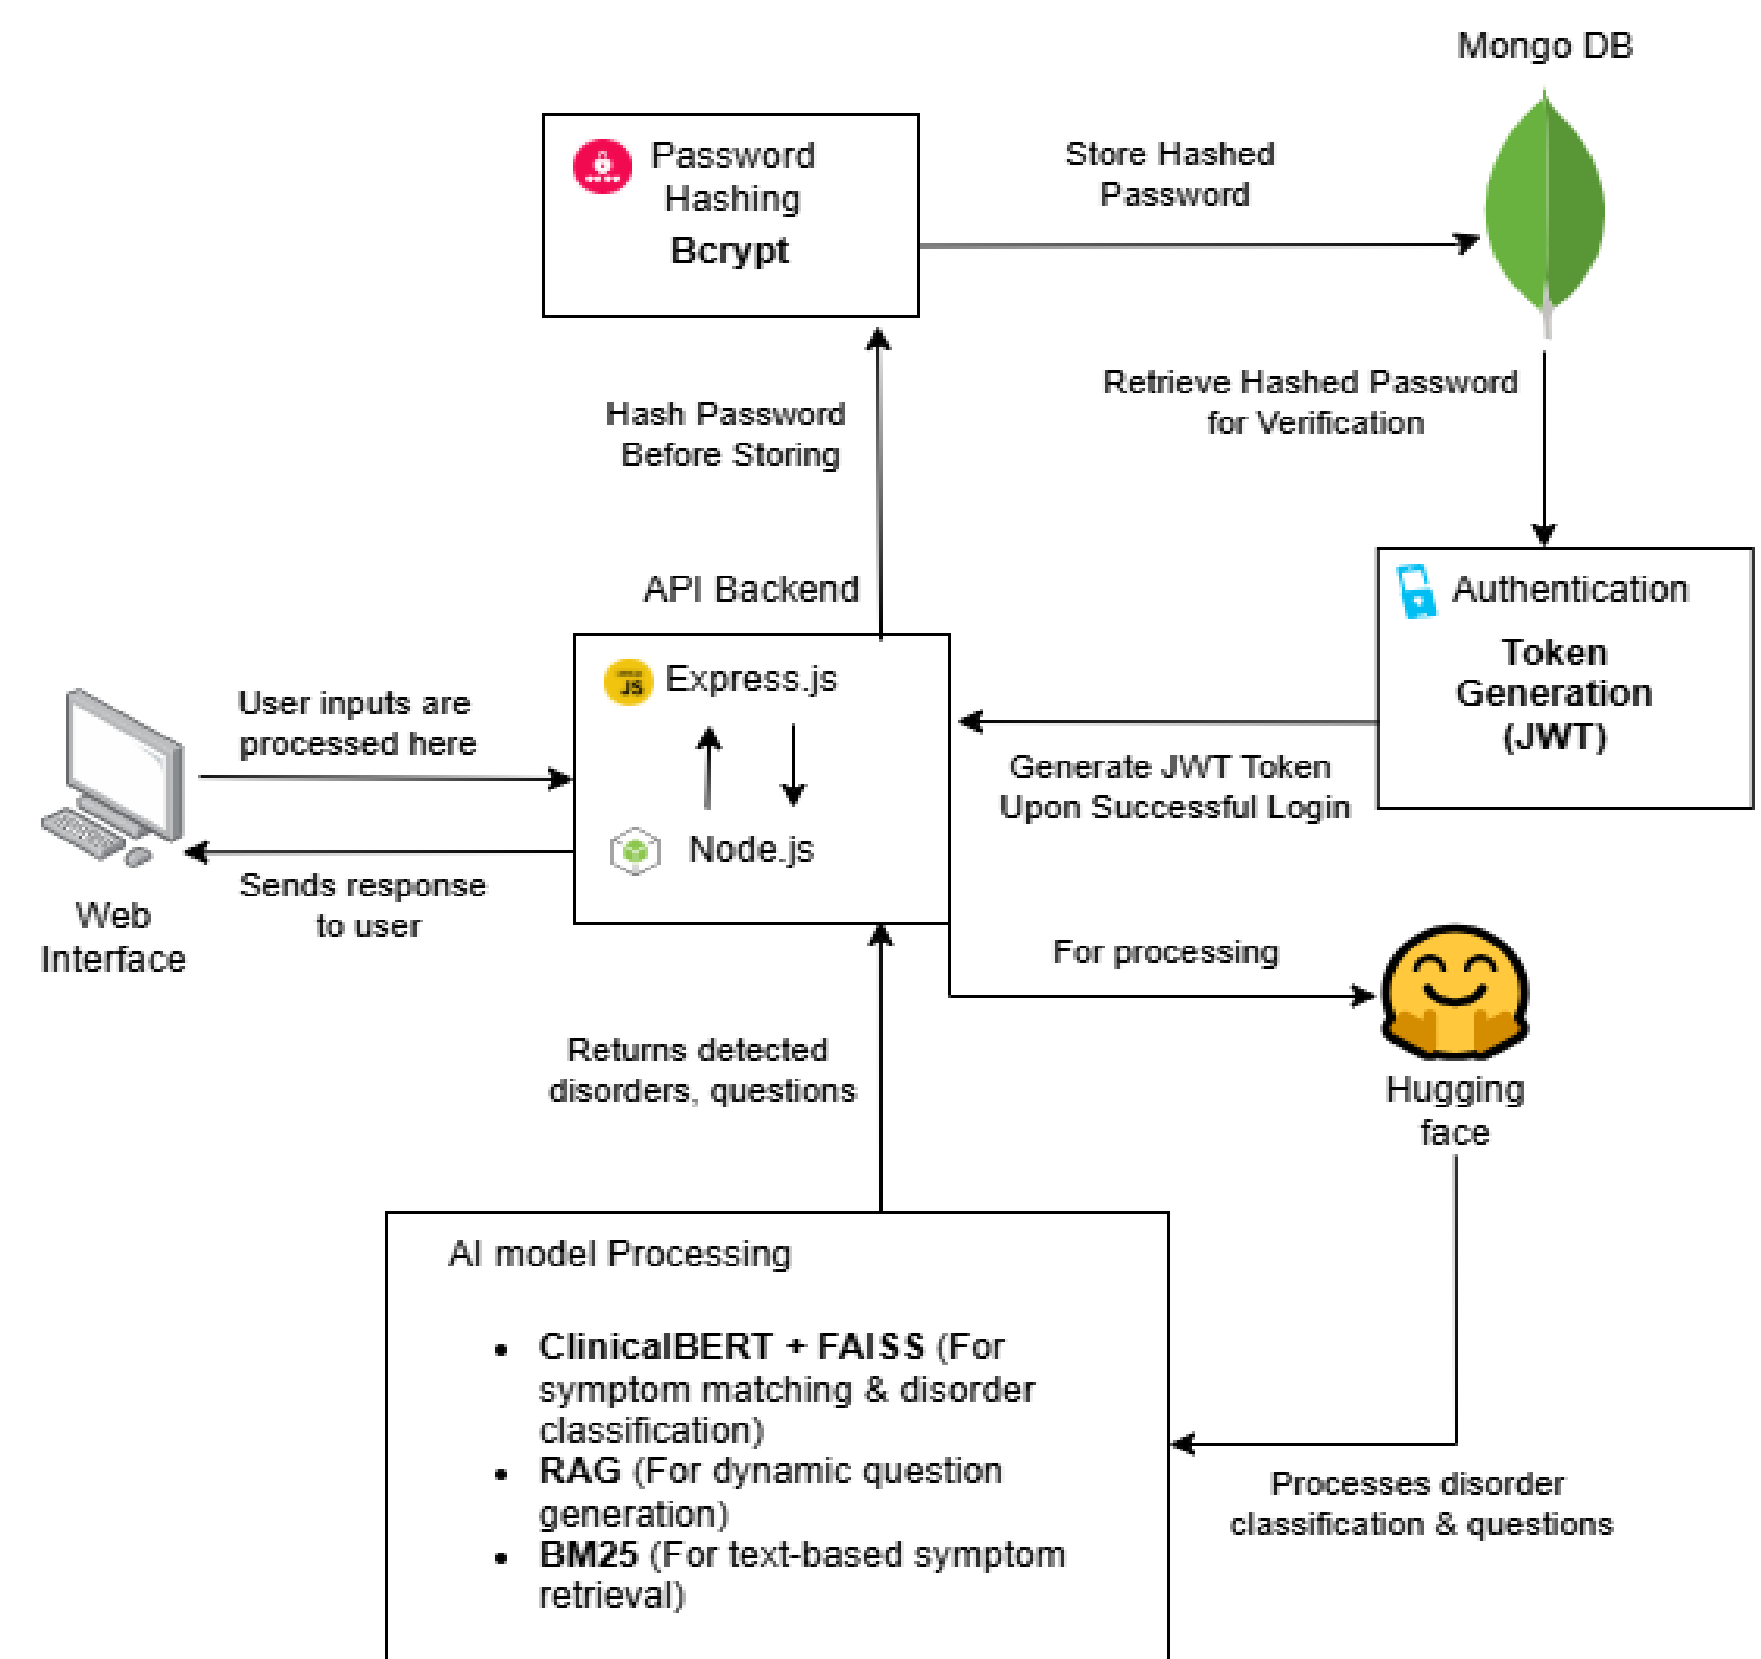 Mongo DB
Password
Hashing
Bcrypt
Store Hashed
Password
Retrieve Hashed Password
for Verification
Hash Password
Before Storing
API Backend
Express.js
JS
Node.js
Authentication
Token
Generation
(JWT)
User inputs are
processed here
Generate JWT Token
Upon Successful Login
Sends response
to user
Web
Interface
For processing
Hugging
face
Returns detected
disorders, questions
AI model Processing
• ClinicalBERT + FAISS (For
symptom matching & disorder
classification)
• RAG (For dynamic question
generation)
• BM25 (For text-based symptom
retrieval)
Processes disorder
classification & questions